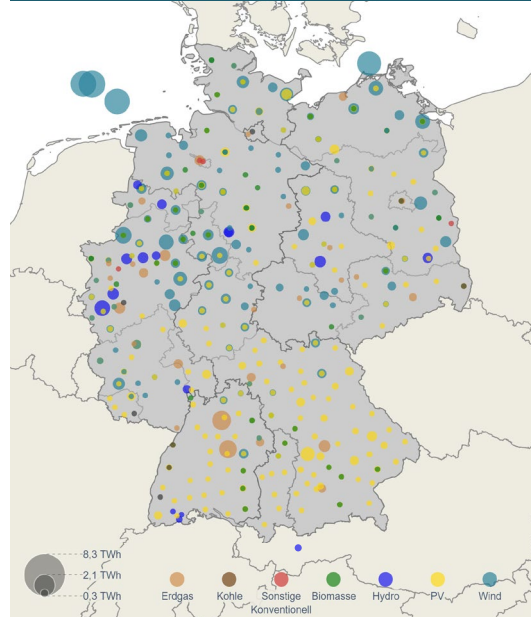 8.3 TWh
2.1 TWh
0.3 TWh
Erdgas Kohle Sonstige Biomasse Hydro PV Wind
Konventionell